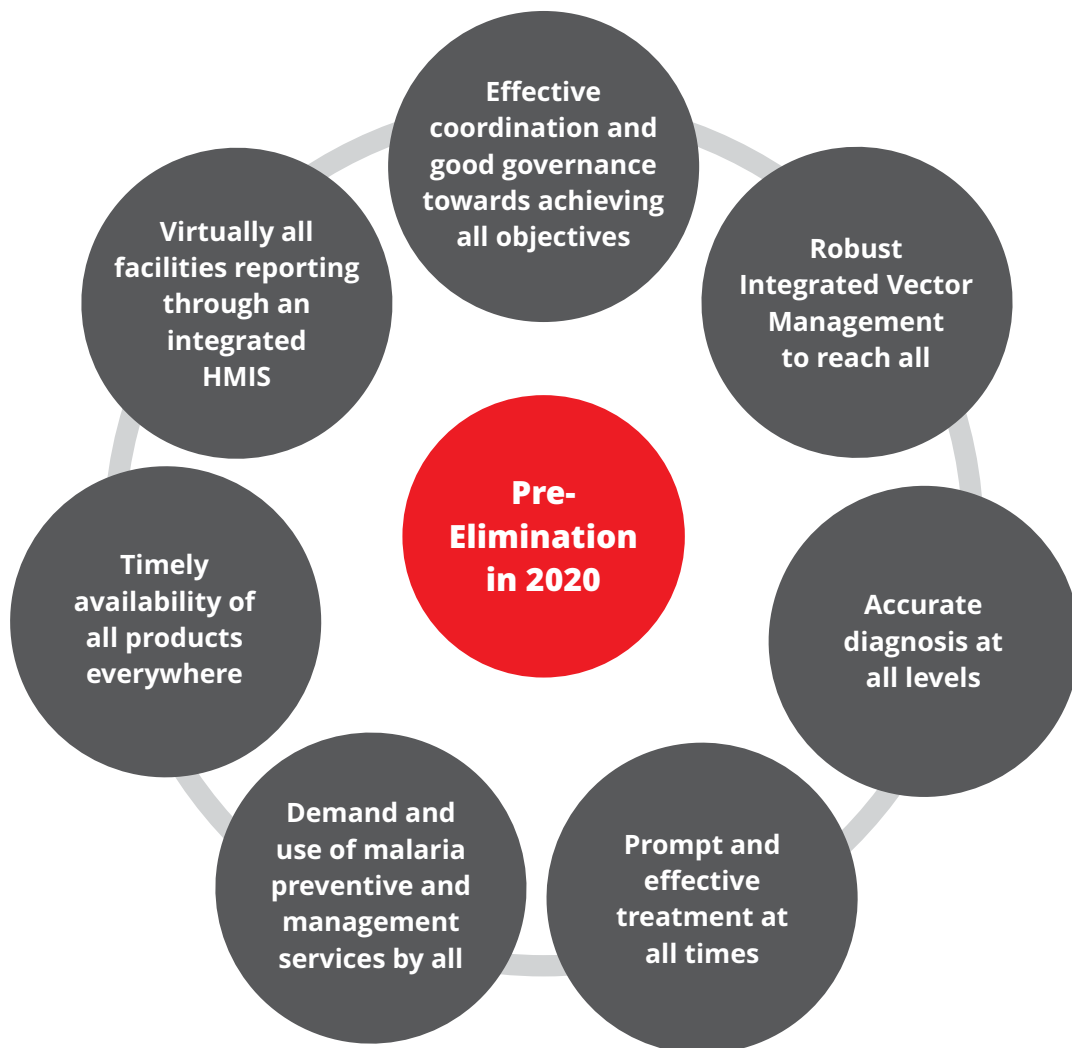 Effective
coordination and
good governance
towards achieving
all objectives
Robust
Integrated Vector
Management
to reach all
Accurate
diagnosis at
all levels
Prompt and
effective
treatment at
all times
Demand and
use of malaria
preventive and
management
services by all
Timely
availability of
all products
everywhere
Virtually all
facilities reporting
through an
integrated
HMIS
Pre-
Elimination
in 2020